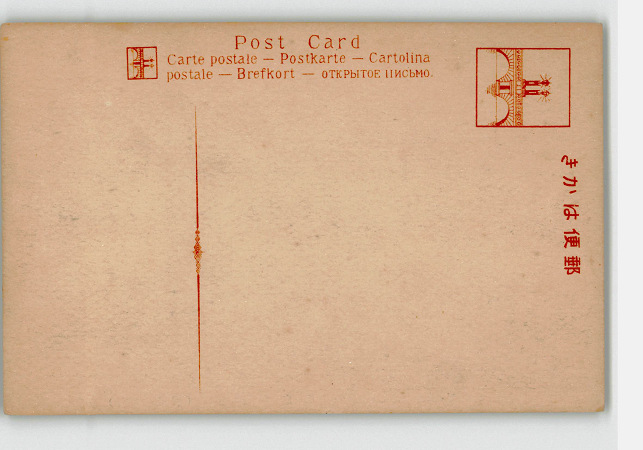 Post Card
Carte postale — Postkarte — Cartolina
postale — Brefkort — ОТКРЫТОЕ ПИСЬМО.
きかは便郵